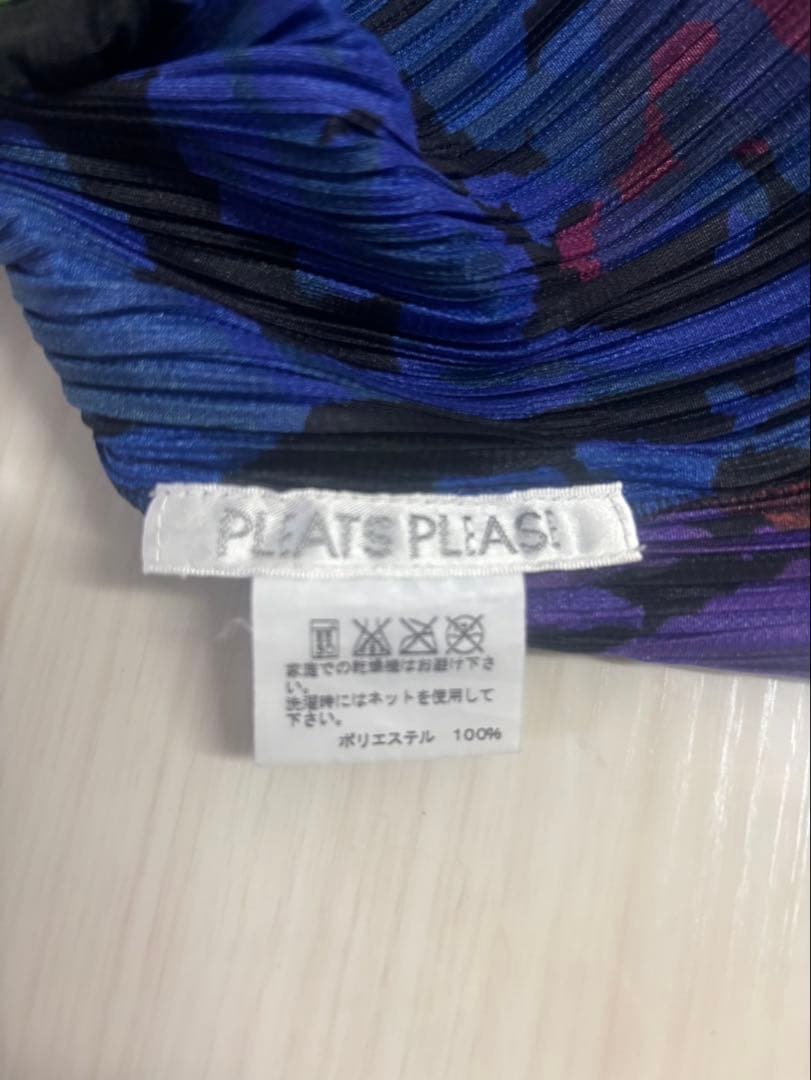 PLEATS PLEASE
家庭での乾燥機はお避け下さ
い。
洗濯時にはネットを使用して
下さい。
ポリエステル 100%